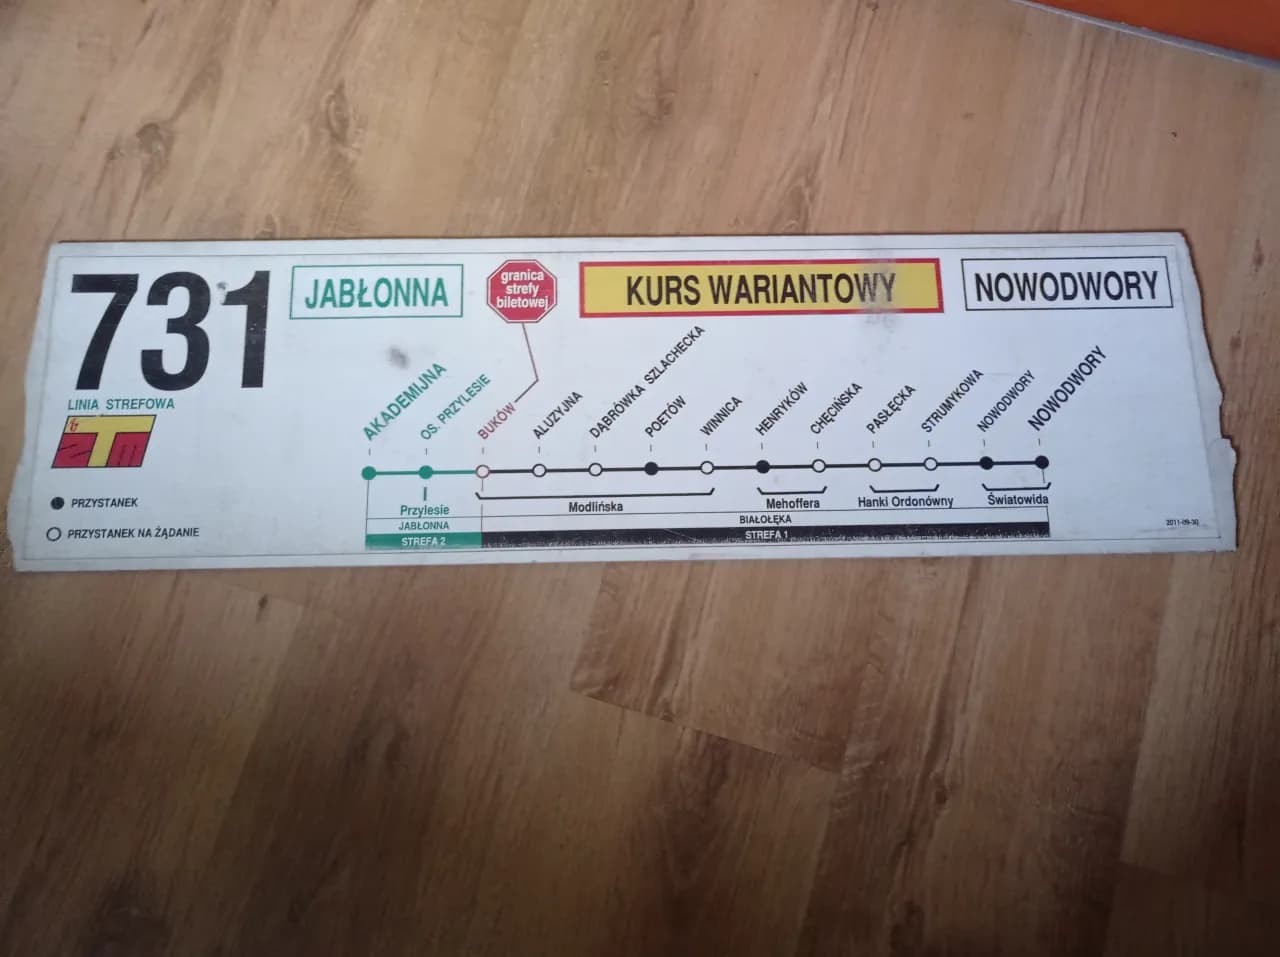 731
LINIA STREFOWA
ztm
PRZYSTANEK
PRZYSTANEK NA ŻĄDANIE
JABŁONNA
granica
strefy
biletowej
KURS WARIANTOWY
NOWODWORY
AKADEMIJNA
OS. PRZYLESIE
BUKÓW
ALUZYJNA
DĄBRÓWKA SZLACHECKA
POETÓW
WINNICA
HENRYKÓW
CHĘCIŃSKA
PASŁĘCKA
STRUMYKOWA
NOWODWORY
NOWODWORY
Przylesie
Modlińska
Mehoffera
Hanki Ordonówny
Światowida
JABŁONNA
BIAŁOŁĘKA
STREFA 2
STREFA 1
2011-09-30